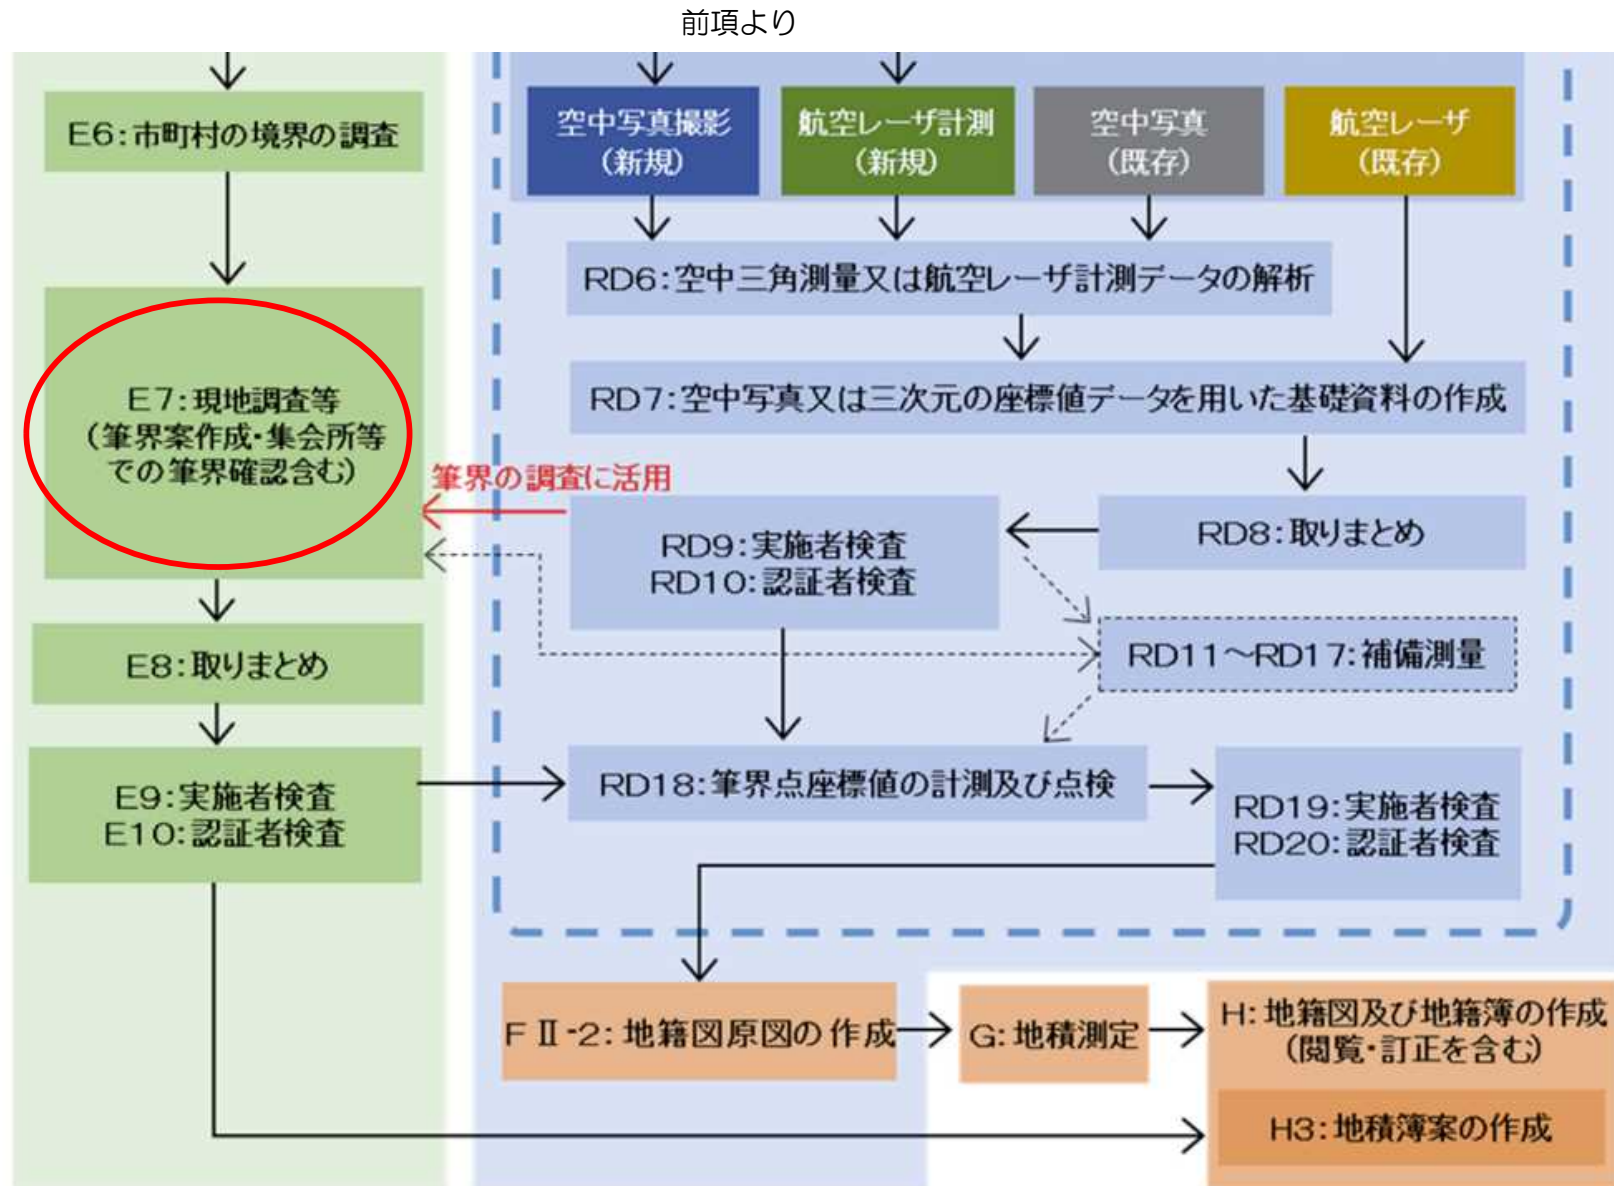 前項より
E6:市町村の境界の調査
E7:現地調査等
(筆界案作成・集会所等
での筆界確認含む)
E8:取りまとめ
E9:実施者検査
E10:認証者検査
空中写真撮影
(新規)
航空レーザ計測
(新規)
空中写真
(既存)
航空レーザ
(既存)
RD6:空中三角測量又は航空レーザ計測データの解析
RD7:空中写真又は三次元の座標値データを用いた基礎資料の作成
RD8:取りまとめ
筆界の調査に活用
RD9:実施者検査
RD10:認証者検査
RD11～RD17:補備測量
RD18:筆界点座標値の計測及び点検
RD19:実施者検査
RD20:認証者検査
FⅡ-2:地籍図原図の作成
G:地積測定
H:地籍図及び地籍簿の作成
(閲覧・訂正を含む)
H3:地積簿案の作成